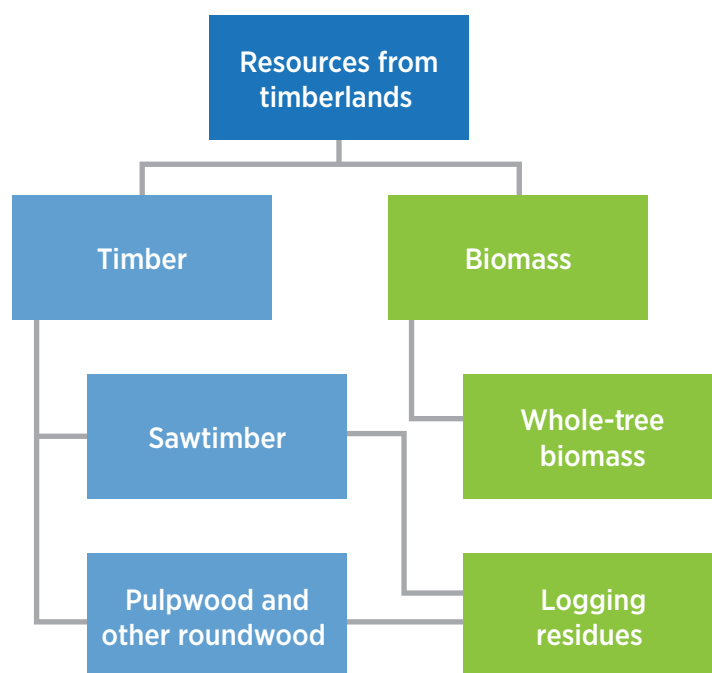 Resources from
timberlands
Timber
Biomass
Sawtimber
Whole-tree
biomass
Pulpwood and
other roundwood
Logging
residues